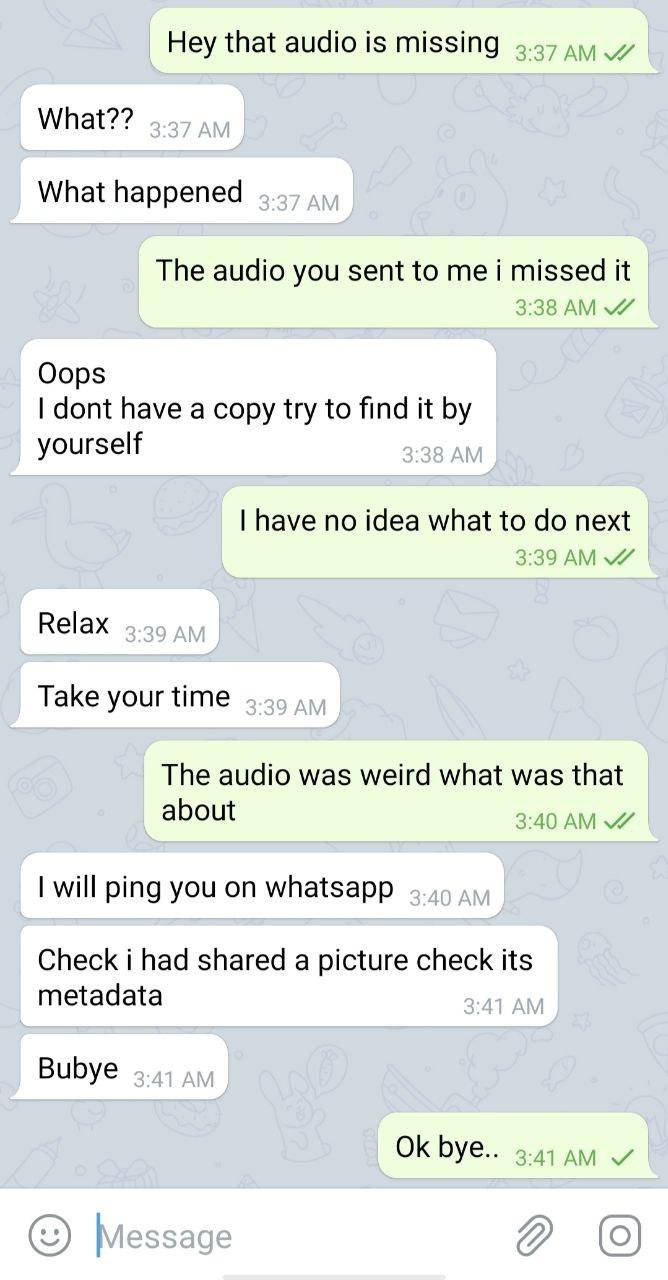 Hey that audio is missing 3:37 AM
What?? 3:37 AM
What happened 3:37 AM
The audio you sent to me i missed it
3:38 AM
Oops
I dont have a copy try to find it by
yourself 3:38 AM
I have no idea what to do next
3:39 AM
Relax 3:39 AM
Take your time 3:39 AM
The audio was weird what was that
about 3:40 AM
I will ping you on whatsapp 3:40 AM
Check i had shared a picture check its
metadata 3:41 AM
Bubye 3:41 AM
Ok bye.. 3:41 AM
Message